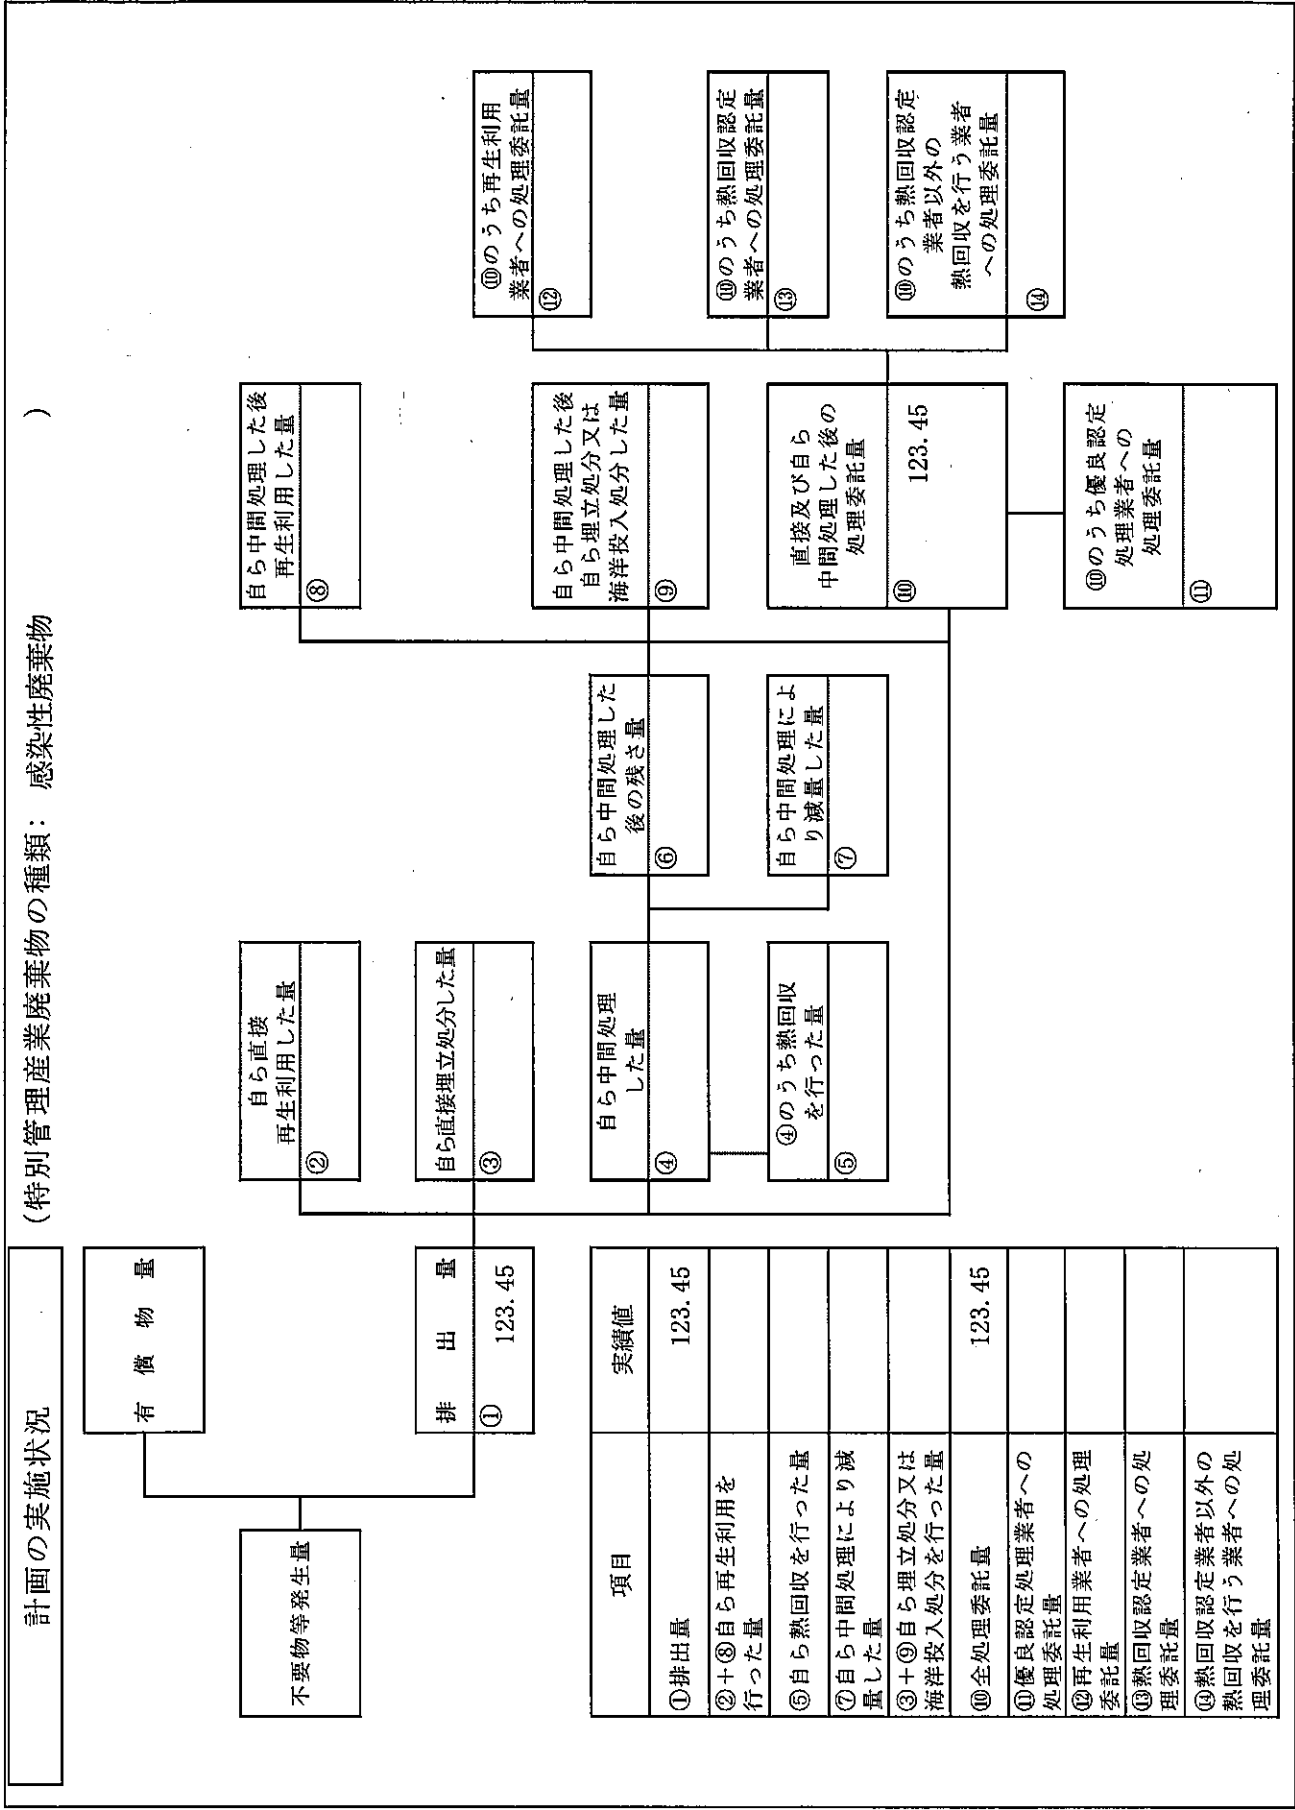 計画の実施状況
(特別管理産業廃棄物の種類： 感染性廃棄物 )
不要物等発生量
有 償 物 量
排 出 量
① 123.45
自ら直接
再生利用した量
②
自ら直接埋立処分した量
③
自ら中間処理
した量
④
④のうち熱回収
を行った量
⑤
自ら中間処理した
後の残さ量
⑥
自ら中間処理によ
り減量した量
⑦
自ら中間処理した後
再生利用した量
⑧
自ら中間処理した後
自ら埋立処分又は
海洋投入処分した量
⑨
直接及び自ら
中間処理した後の
処理委託量
⑩ 123.45
⑩のうち優良認定
処理業者への
処理委託量
⑪
⑩のうち再生利用
業者への処理委託量
⑫
⑩のうち熱回収認定
業者への処理委託量
⑬
⑩のうち熱回収認定
業者以外の
熱回収を行う業者
への処理委託量
⑭
項目 実績値
①排出量 123.45
②+⑧自ら再生利用を
行った量
⑤自ら熱回収を行った量
⑦自ら中間処理により減
量した量
③+⑨自ら埋立処分又は
海洋投入処分を行った量
⑩全処理委託量 123.45
⑪優良認定処理業者への
処理委託量
⑫再生利用業者への処理
委託量
⑬熱回収認定業者への処
理委託量
⑭熱回収認定業者以外の
熱回収を行う業者への処
理委託量